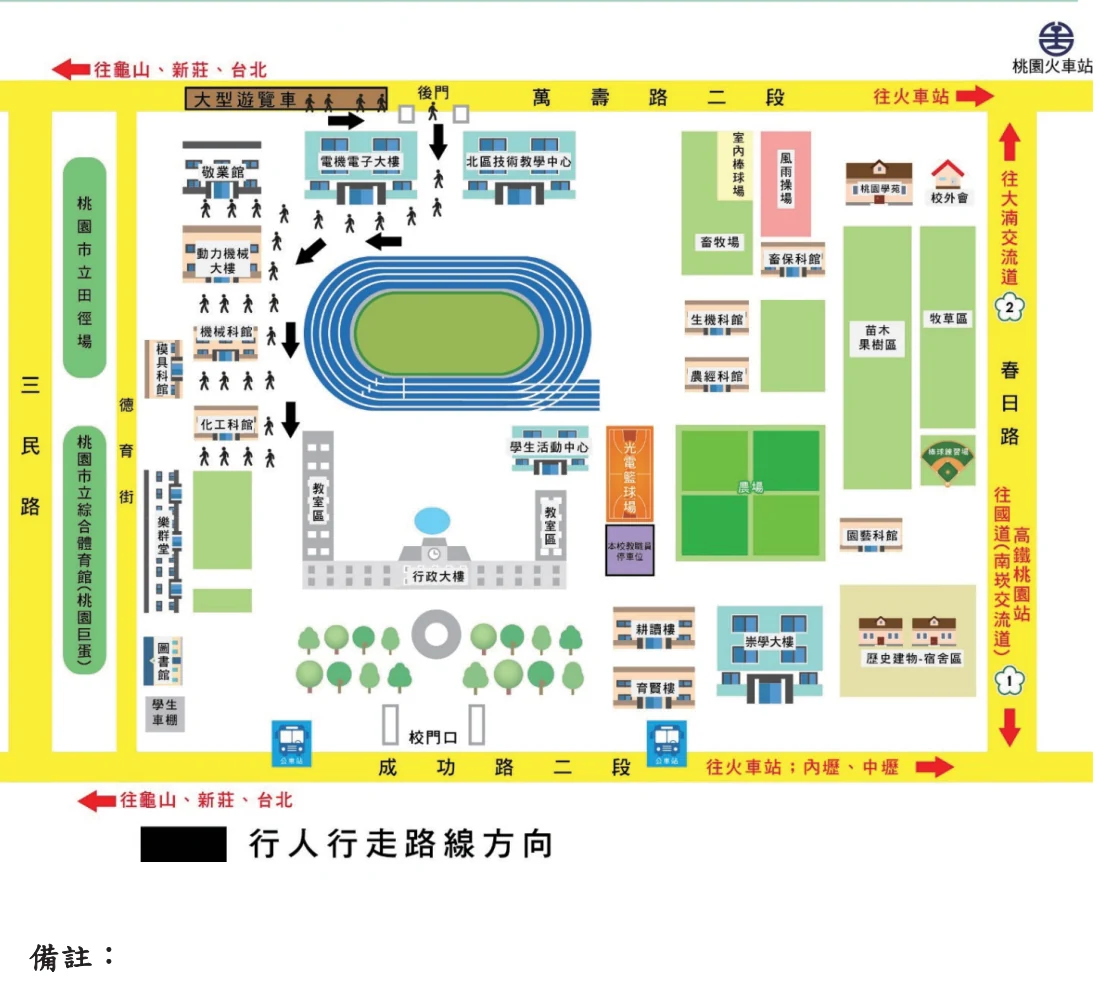 桃園火車站
往龜山、新莊、台北
大型遊覽車
後門
萬壽路二段
往火車站
電機電子大樓
北區技術教學中心
敬業館
室內棒球場
風雨操場
桃園學苑
校外會
往大湳交流道
2
桃園市立田徑場
動力機械
大樓
畜牧場
畜保科館
生機科館
苗木
果樹區
牧草區
機械科館
模具科館
農經科館
三民路
德育街
春日路
化工科館
學生活動中心
光電籃球場
棒球練習場
桃園市立綜合體育館(桃園巨蛋)
樂群堂
教室區
教室區
農場
本校教職員
停車位
園藝科館
往國道(南崁交流道)
高鐵桃園站
1
行政大樓
耕讀樓
崇學大樓
歷史建物-宿舍區
圖書館
育賢樓
學生
車棚
校門口
公車站
公車站
成功路二段
往火車站；內壢、中壢
往龜山、新莊、台北
行人行走路線方向
備註：